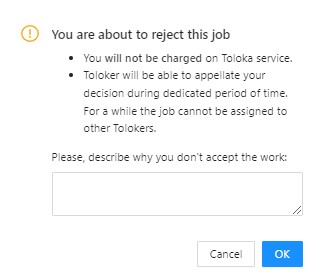 You are about to reject this job
• You will not be charged on Toloka service.
• Toloker will be able to appellate your
decision during dedicated period of time.
For a while the job cannot be assigned to
other Tolokers.
Please, describe why you don't accept the work:
Cancel OK